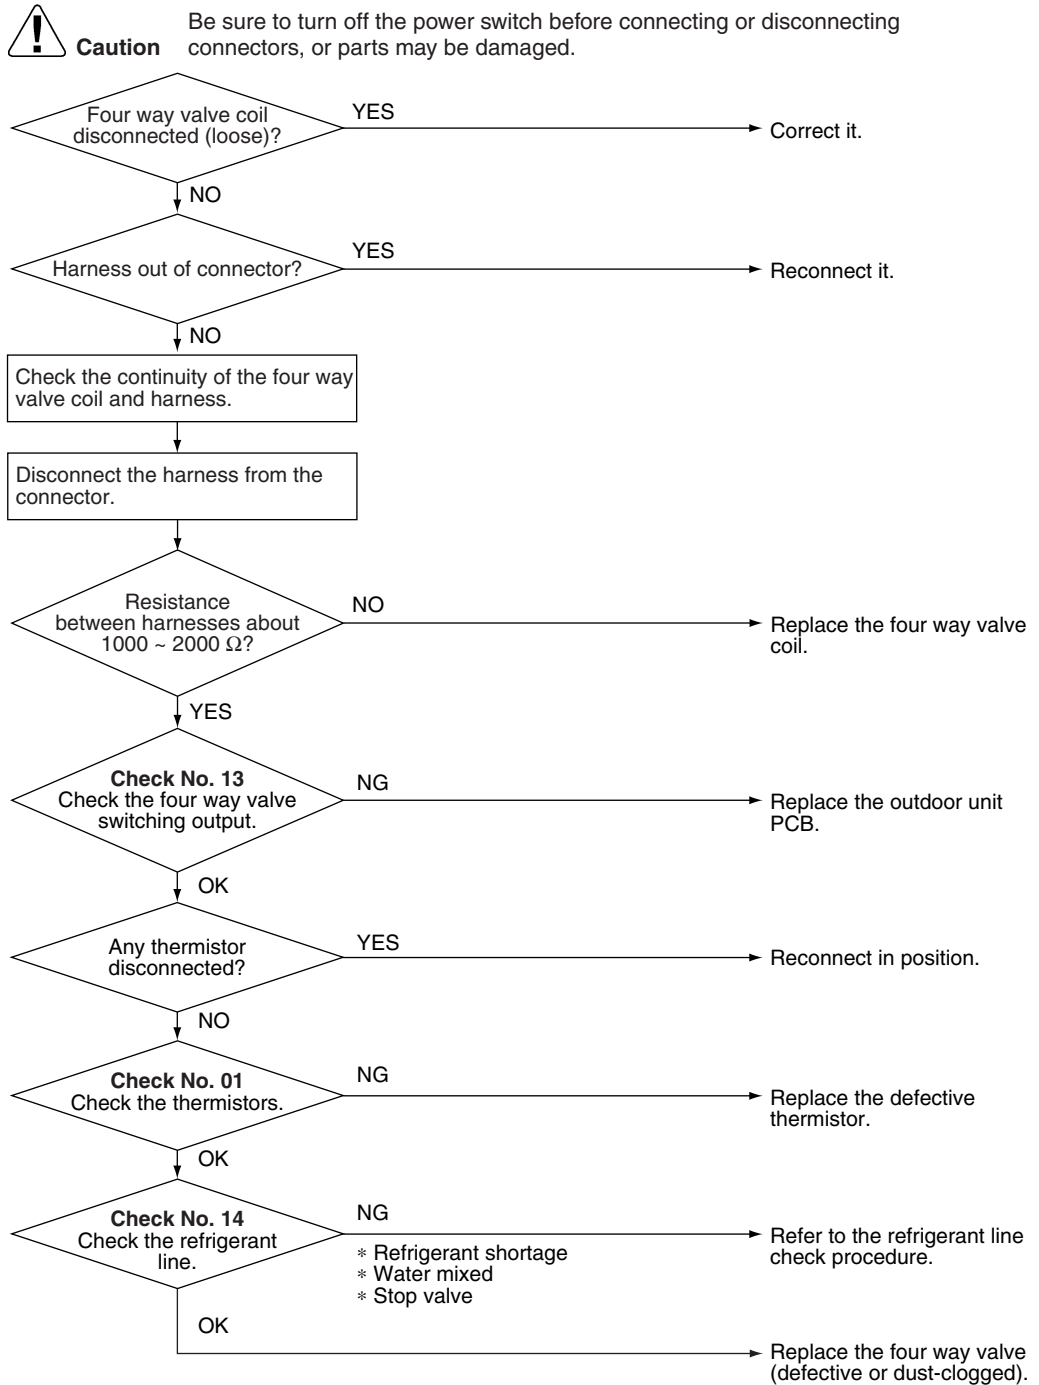 Be sure to turn off the power switch before connecting or disconnecting
Caution connectors, or parts may be damaged.
Four way valve coil
disconnected (loose)?
YES
Correct it.
NO
Harness out of connector?
YES
Reconnect it.
NO
Check the continuity of the four way
valve coil and harness.
Disconnect the harness from the
connector.
Resistance
between harnesses about
1000 ~ 2000 Ω?
NO
Replace the four way valve
coil.
YES
Check No. 13
Check the four way valve
switching output.
NG
Replace the outdoor unit
PCB.
OK
Any thermistor
disconnected?
YES
Reconnect in position.
NO
Check No. 01
Check the thermistors.
NG
Replace the defective
thermistor.
OK
Check No. 14
Check the refrigerant
line.
NG
∗ Refrigerant shortage
∗ Water mixed
∗ Stop valve
Refer to the refrigerant line
check procedure.
OK
Replace the four way valve
(defective or dust-clogged).